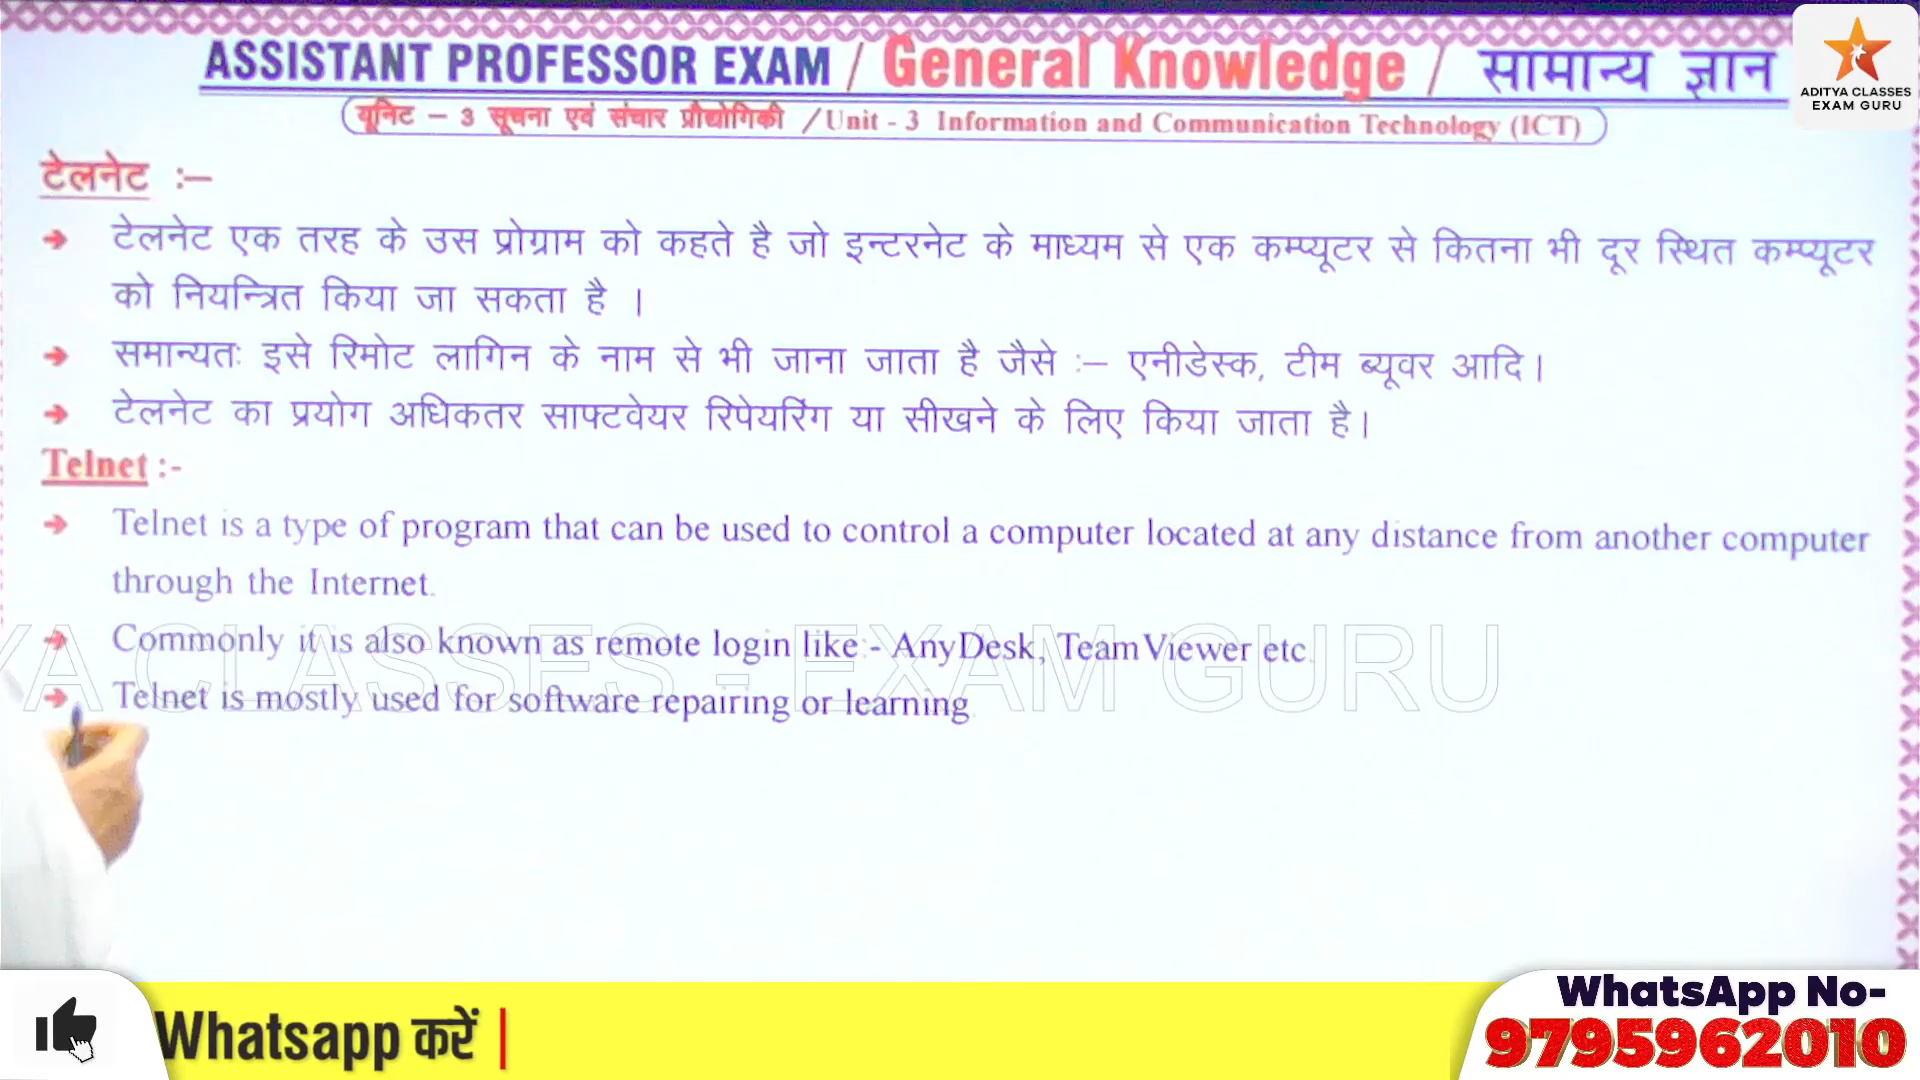 ASSISTANT PROFESSOR EXAM / General Knowledge / सामान्य ज्ञान
ADITYA CLASSES
EXAM GURU
यूनिट – 3 सूचना एवं संचार प्रौद्योगिकी / Unit - 3 Information and Communication Technology (ICT)
टेलनेट :–
➔ टेलनेट एक तरह के उस प्रोग्राम को कहते है जो इन्टरनेट के माध्यम से एक कम्प्यूटर से कितना भी दूर स्थित कम्प्यूटर
को नियन्त्रित किया जा सकता है ।
➔ समान्यतः इसे रिमोट लागिन के नाम से भी जाना जाता है जैसे :– एनीडेस्क, टीम ब्यूवर आदि।
➔ टेलनेट का प्रयोग अधिकतर साफ्टवेयर रिपेयरिंग या सीखने के लिए किया जाता है।
Telnet :-
➔ Telnet is a type of program that can be used to control a computer located at any distance from another computer
through the Internet.
➔ Commonly it is also known as remote login like:- AnyDesk, TeamViewer etc.
➔ Telnet is mostly used for software repairing or learning.
YA CLASSES - EXAM GURU
Whatsapp करें |
WhatsApp No-
9795962010